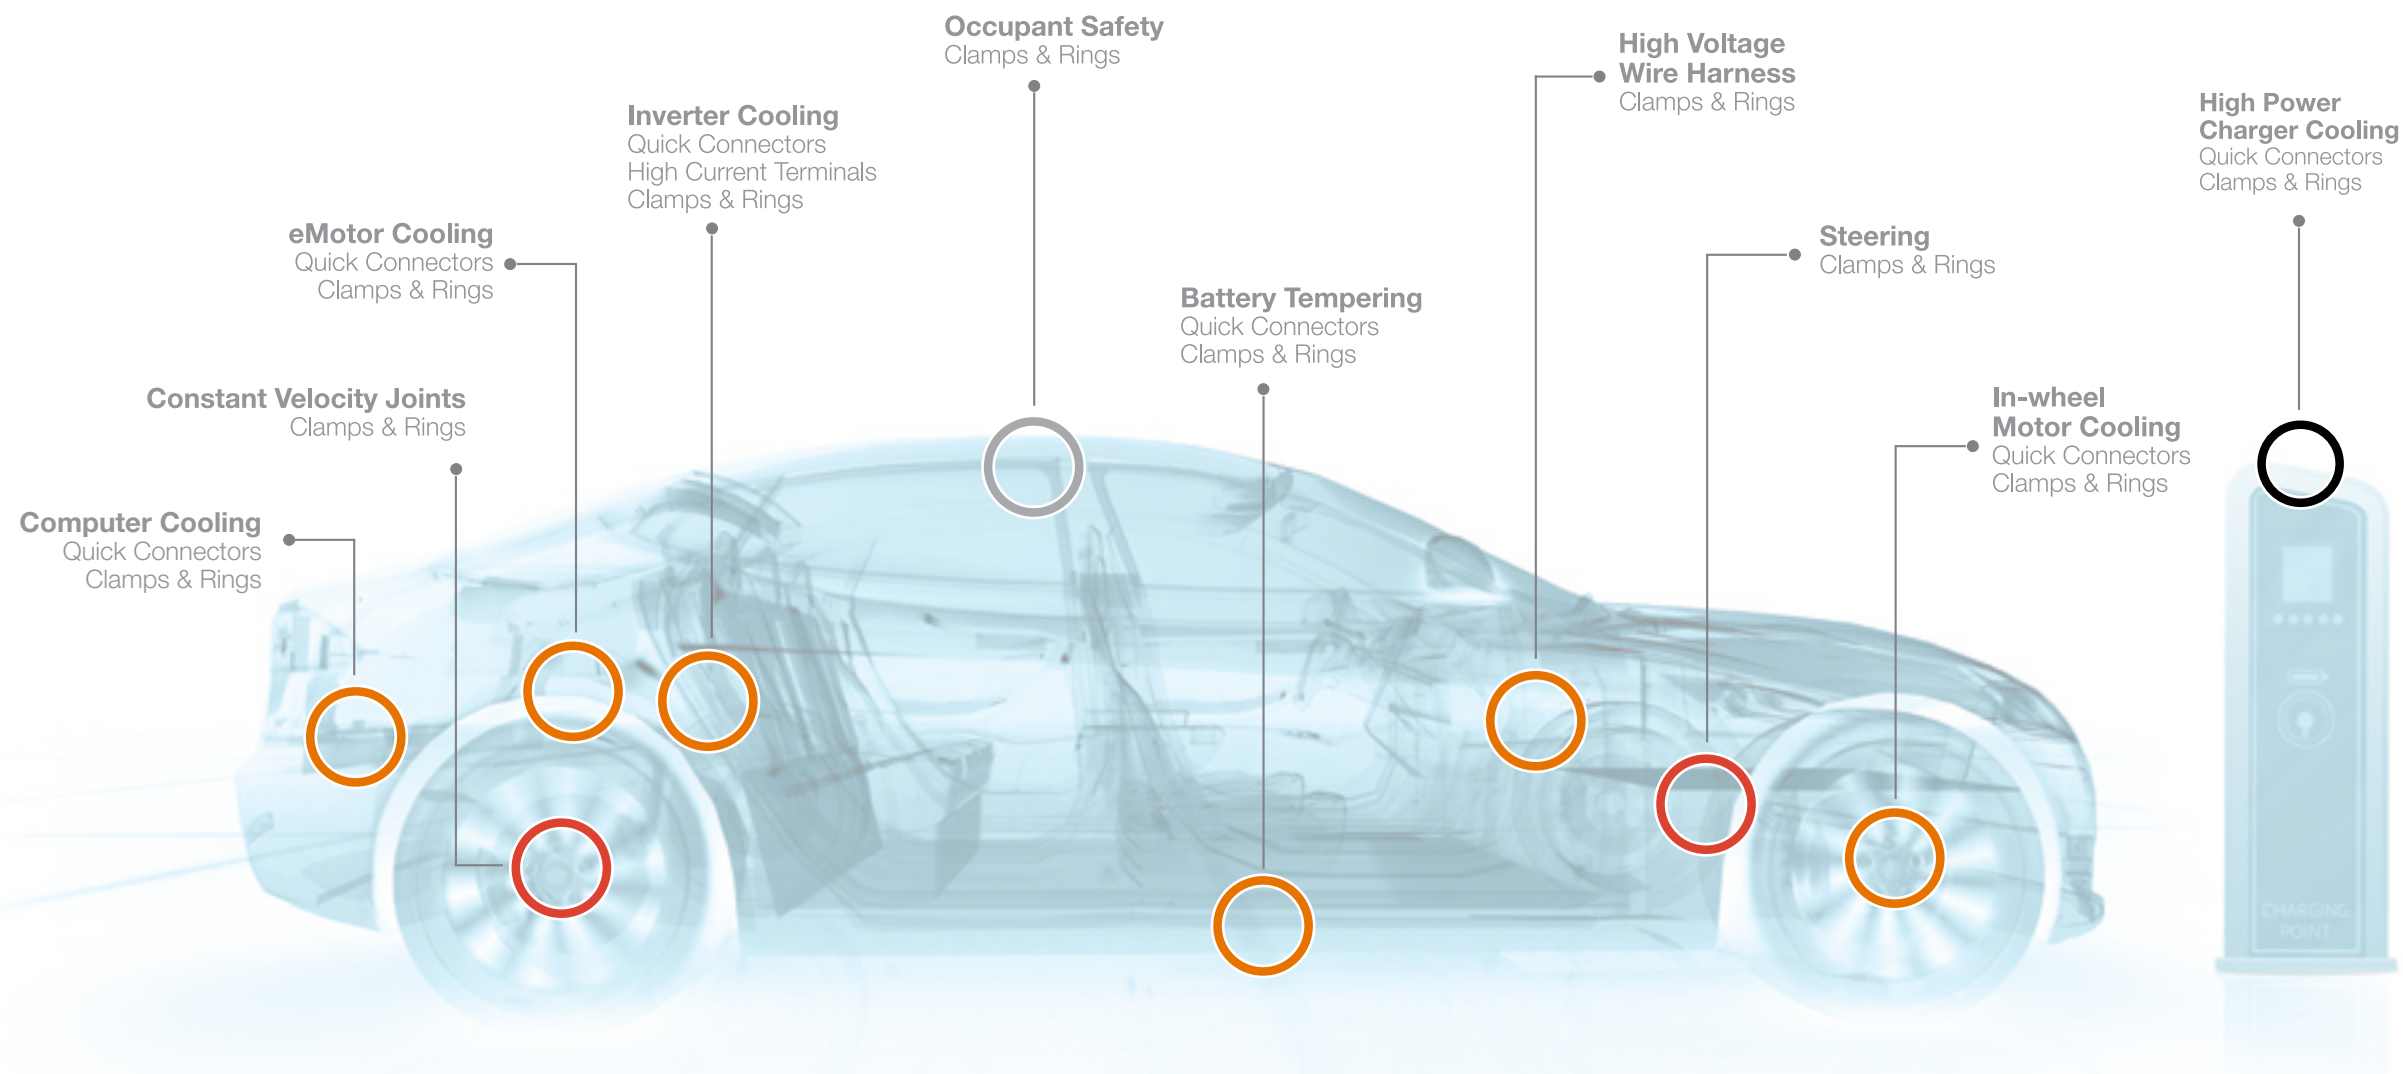 Occupant Safety
Clamps & Rings
High Voltage
Wire Harness
Clamps & Rings
High Power
Charger Cooling
Quick Connectors
Clamps & Rings
Inverter Cooling
Quick Connectors
High Current Terminals
Clamps & Rings
eMotor Cooling
Quick Connectors
Clamps & Rings
Steering
Clamps & Rings
Battery Tempering
Quick Connectors
Clamps & Rings
Constant Velocity Joints
Clamps & Rings
In-wheel
Motor Cooling
Quick Connectors
Clamps & Rings
Computer Cooling
Quick Connectors
Clamps & Rings
CHARGING
POINT